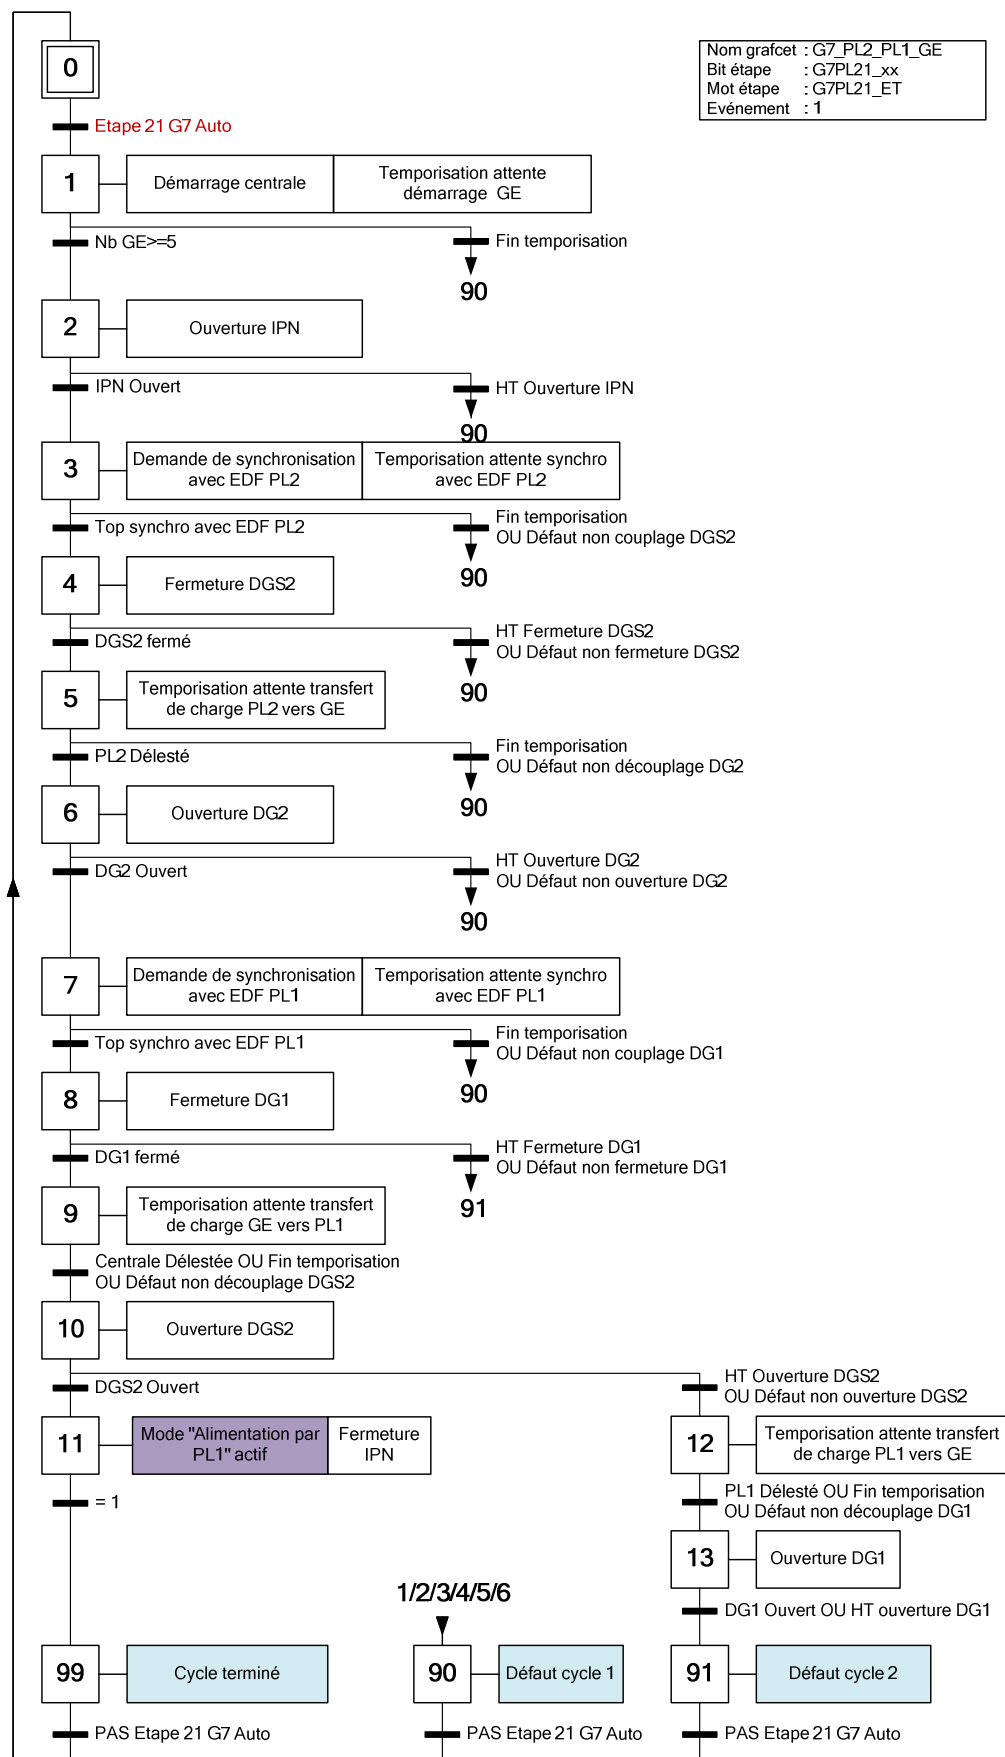 0
Nom grafcet : G7_PL2_PL1_GE
Bit étape : G7PL21_xx
Mot étape : G7PL21_ET
Evénement : 1
Etape 21 G7 Auto
1
Démarrage centrale
Temporisation attente
démarrage GE
Nb GE>=5
Fin temporisation
90
2
Ouverture IPN
IPN Ouvert
HT Ouverture IPN
90
3
Demande de synchronisation
avec EDF PL2
Temporisation attente synchro
avec EDF PL2
Top synchro avec EDF PL2
Fin temporisation
OU Défaut non couplage DGS2
90
4
Fermeture DGS2
DGS2 fermé
HT Fermeture DGS2
OU Défaut non fermeture DGS2
90
5
Temporisation attente transfert
de charge PL2 vers GE
PL2 Délesté
Fin temporisation
OU Défaut non découplage DG2
90
6
Ouverture DG2
DG2 Ouvert
HT Ouverture DG2
OU Défaut non ouverture DG2
90
7
Demande de synchronisation
avec EDF PL1
Temporisation attente synchro
avec EDF PL1
Top synchro avec EDF PL1
Fin temporisation
OU Défaut non couplage DG1
90
8
Fermeture DG1
DG1 fermé
HT Fermeture DG1
OU Défaut non fermeture DG1
91
9
Temporisation attente transfert
de charge GE vers PL1
Centrale Délestée OU Fin temporisation
OU Défaut non découplage DGS2
10
Ouverture DGS2
DGS2 Ouvert
HT Ouverture DGS2
OU Défaut non ouverture DGS2
11
Mode "Alimentation par
PL1" actif
Fermeture
IPN
12
Temporisation attente transfert
de charge PL1 vers GE
= 1
PL1 Délesté OU Fin temporisation
OU Défaut non découplage DG1
13
Ouverture DG1
1/2/3/4/5/6
DG1 Ouvert OU HT ouverture DG1
99
Cycle terminé
90
Défaut cycle 1
91
Défaut cycle 2
PAS Etape 21 G7 Auto
PAS Etape 21 G7 Auto
PAS Etape 21 G7 Auto